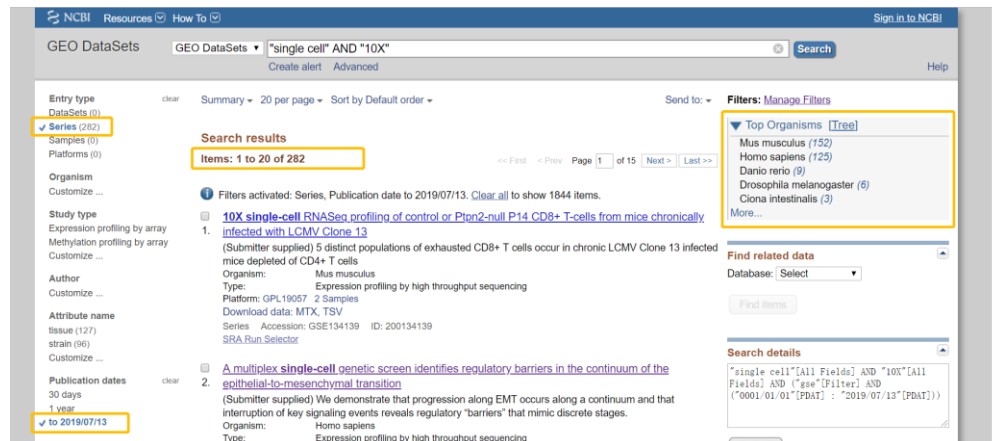 NCBI Resources How To Sign in to NCBI
GEO DataSets GEO DataSets "single cell" AND "10X" Search
Create alert Advanced Help
Entry type clear
DataSets (0)
Series (282)
Samples (0)
Platforms (0)
Organism
Customize ...
Study type
Expression profiling by array
Methylation profiling by array
Customize ...
Author
Customize ...
Attribute name
tissue (127)
strain (96)
Customize ...
Publication dates clear
30 days
1 year
to 2019/07/13
Summary 20 per page Sort by Default order Send to:
Search results
Items: 1 to 20 of 282
<< First < Prev Page 1 of 15 Next > Last >>
Filters activated: Series, Publication date to 2019/07/13. Clear all to show 1844 items.
10X single-cell RNASeq profiling of control or Ptpn2-null P14 CD8+ T-cells from mice chronically
1. infected with LCMV Clone 13
(Submitter supplied) 5 distinct populations of exhausted CD8+ T cells occur in chronic LCMV Clone 13 infected
mice depleted of CD4+ T cells
Organism: Mus musculus
Type: Expression profiling by high throughput sequencing
Platform: GPL19057 2 Samples
Download data: MTX, TSV
Series Accession: GSE134139 ID: 200134139
SRA Run Selector
A multiplex single-cell genetic screen identifies regulatory barriers in the continuum of the
2. epithelial-to-mesenchymal transition
(Submitter supplied) We demonstrate that progression along EMT occurs along a continuum and that
interruption of key signaling events reveals regulatory “barriers” that mimic discrete stages.
Organism: Homo sapiens
Type: Expression profiling by high throughput sequencing
Filters: Manage Filters
Top Organisms [Tree]
Mus musculus (152)
Homo sapiens (125)
Danio rerio (9)
Drosophila melanogaster (6)
Ciona intestinalis (3)
More...
Find related data
Database: Select
Find items
Search details
"single cell"[All Fields] AND "10X"[All
Fields] AND ("gse"[Filter] AND
("0001/01/01"[PDAT] : "2019/07/13"[PDAT]))